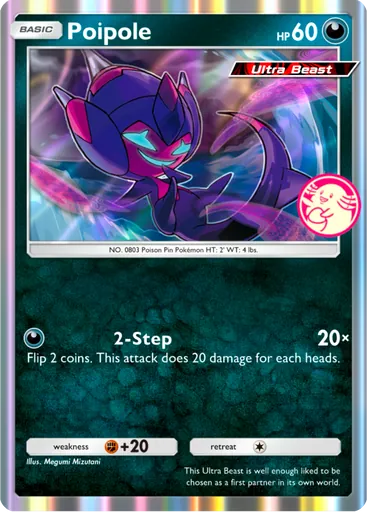 BASIC Poipole HP 60
Ultra Beast
NO. 0803 Poison Pin Pokémon HT: 2' WT: 4 lbs.
2-Step 20×
Flip 2 coins. This attack does 20 damage for each heads.
weakness +20 retreat
Illus. Megumi Mizutani
This Ultra Beast is well enough liked to be
chosen as a first partner in its own world.